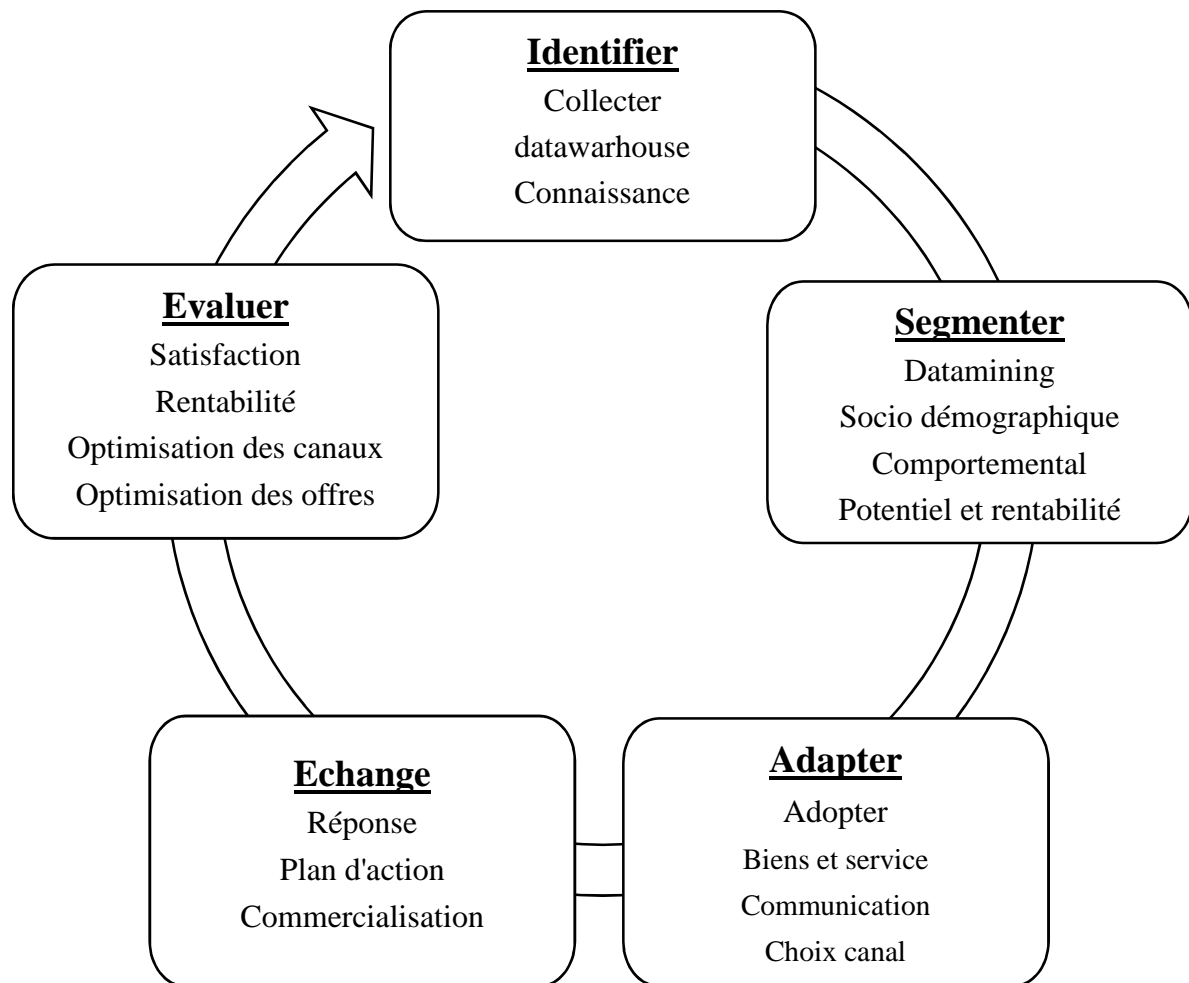 Identifier
Collecter
datawarhouse
Connaissance
Segmenter
Datamining
Socio démographique
Comportemental
Potentiel et rentabilité
Adapter
Adopter
Biens et service
Communication
Choix canal
Echange
Réponse
Plan d'action
Commercialisation
Evaluer
Satisfaction
Rentabilité
Optimisation des canaux
Optimisation des offres